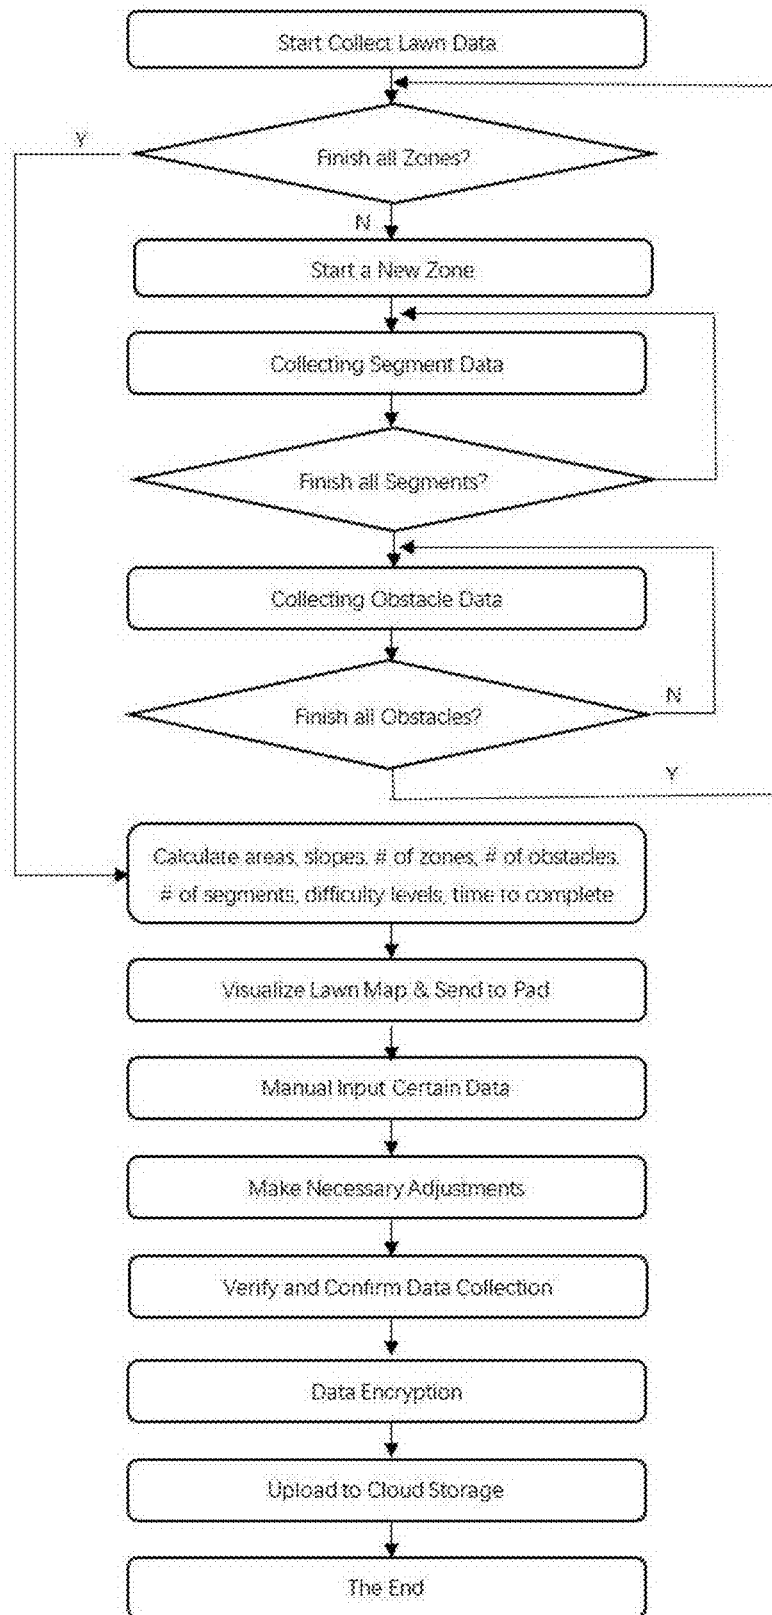 Start Collect Lawn Data
Y
Finish all Zones?
N
Start a New Zone
Collecting Segment Data
Finish all Segments?
Collecting Obstacle Data
N
Finish all Obstacles?
Y
Calculate areas, slopes, # of zones, # of obstacles,
# of segments, difficulty levels, time to complete
Visualize Lawn Map & Send to Pad
Manual Input Certain Data
Make Necessary Adjustments
Verify and Confirm Data Collection
Data Encryption
Upload to Cloud Storage
The End